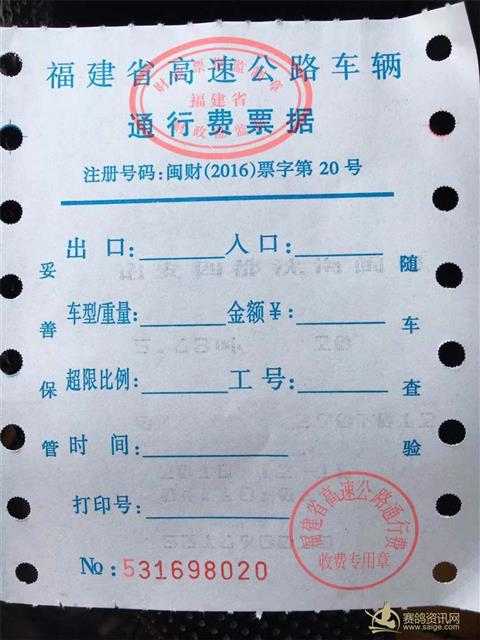 福建省高速公路车辆
通行费票据
福建省
注册号码:闽财(2016)票字第 20 号
出口: 入口:
车型/重量: 金额￥:
超限比例: 工号:
时间:
打印号:
妥善保管
随车查验
No:531698020
福建省高速公路通行费
收费专用章
赛鸽资讯网
www.saige.com